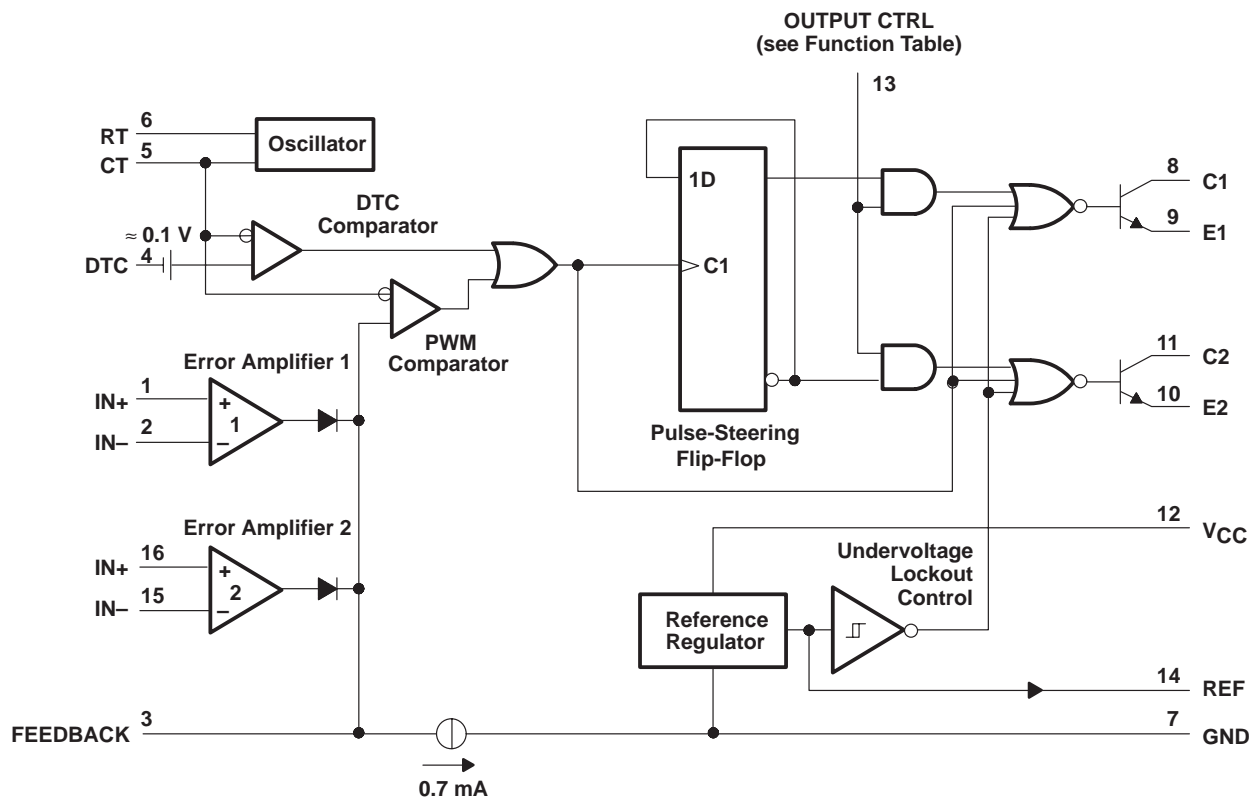 OUTPUT CTRL
(see Function Table)
13
6
RT
5
CT
Oscillator
DTC
Comparator
≈ 0.1 V
4
DTC
PWM
Comparator
1D
C1
Pulse-Steering
Flip-Flop
8
C1
9
E1
11
C2
10
E2
Error Amplifier 1
1
IN+
2
IN–
+
1
–
Error Amplifier 2
16
IN+
15
IN–
+
2
–
12
VCC
Undervoltage
Lockout
Control
Reference
Regulator
14
REF
7
GND
3
FEEDBACK
0.7 mA